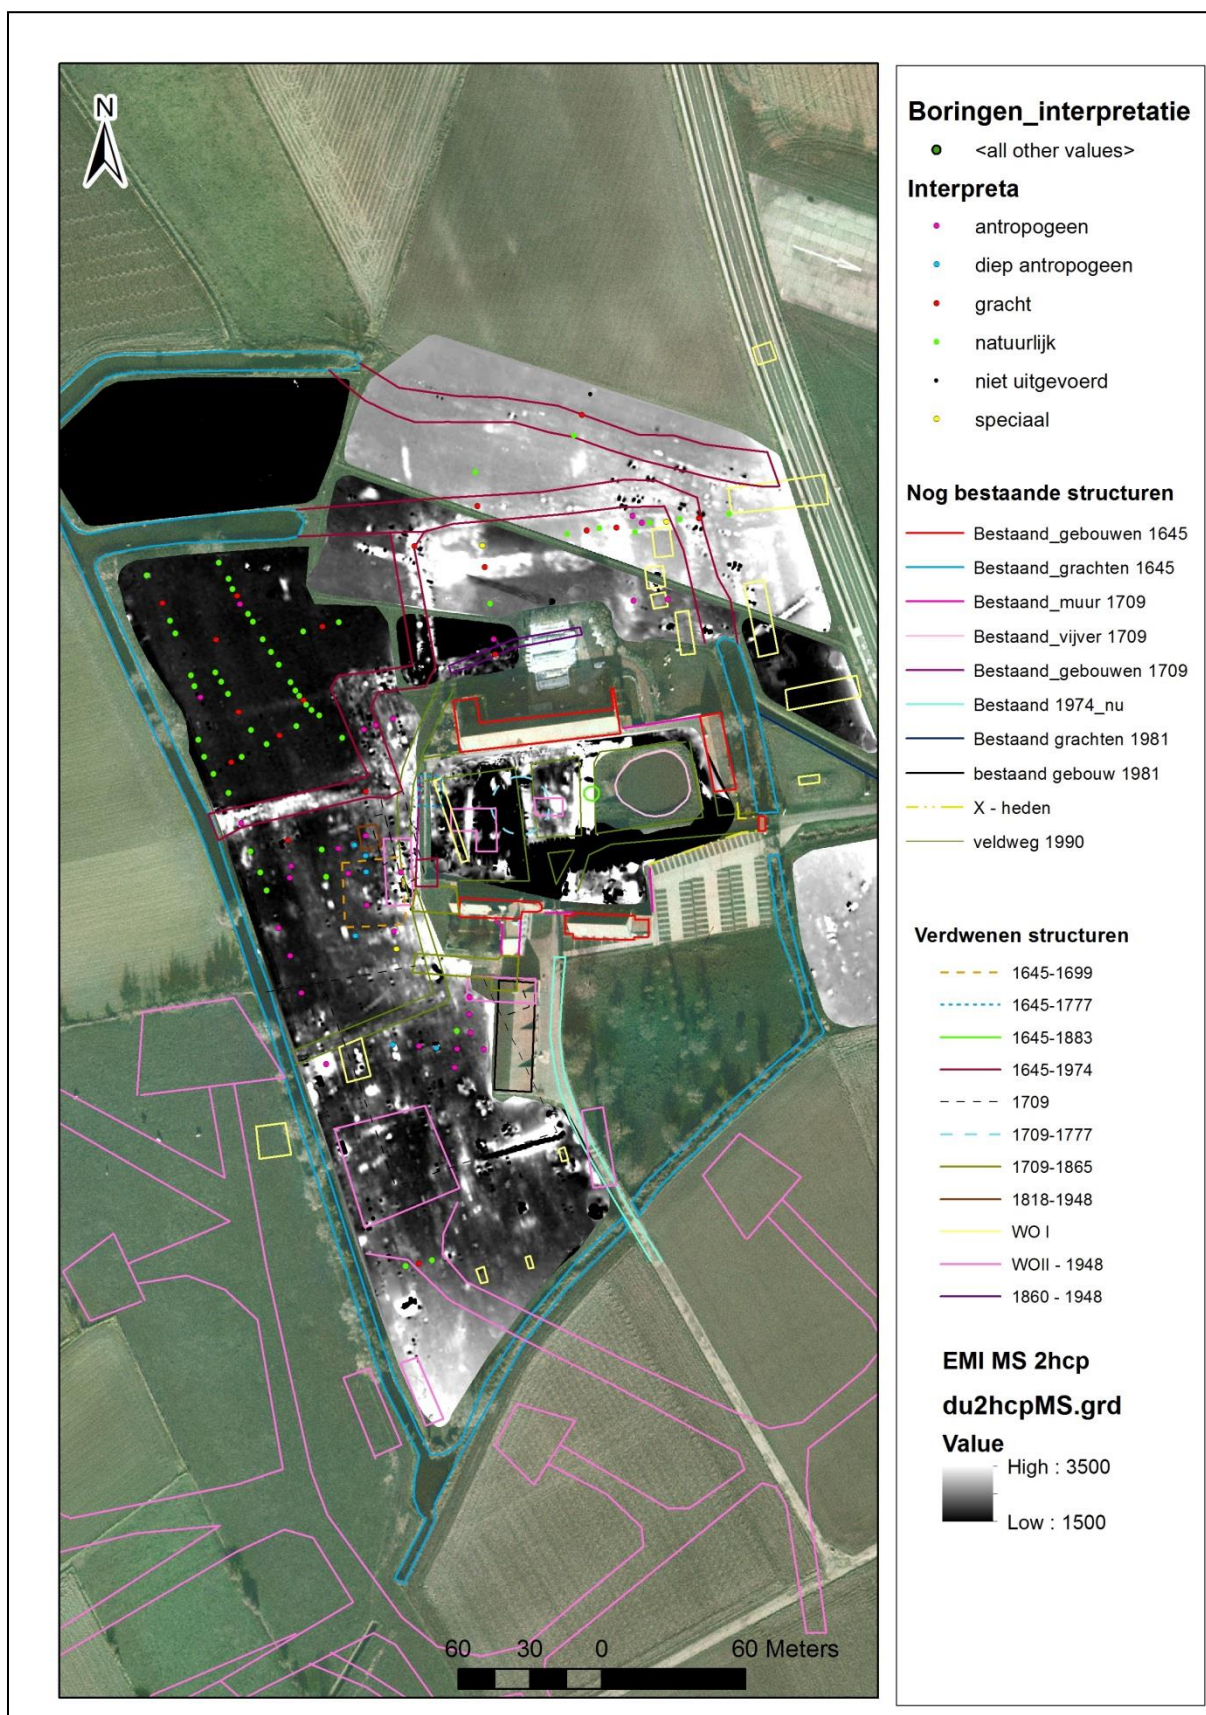 N
60 30 0 60 Meters
Boringen_interpretatie
<all other values>
Interpreta
antropogeen
diep antropogeen
gracht
natuurlijk
niet uitgevoerd
speciaal
Nog bestaande structuren
Bestaand_gebouwen 1645
Bestaand_grachten 1645
Bestaand_muur 1709
Bestaand_vijver 1709
Bestaand_gebouwen 1709
Bestaand 1974_nu
Bestaand grachten 1981
bestaand gebouw 1981
X - heden
veldweg 1990
Verdwenen structuren
1645-1699
1645-1777
1645-1883
1645-1974
1709
1709-1777
1709-1865
1818-1948
WO I
WOII - 1948
1860 - 1948
EMI MS 2hcp
du2hcpMS.grd
Value
High : 3500
Low : 1500